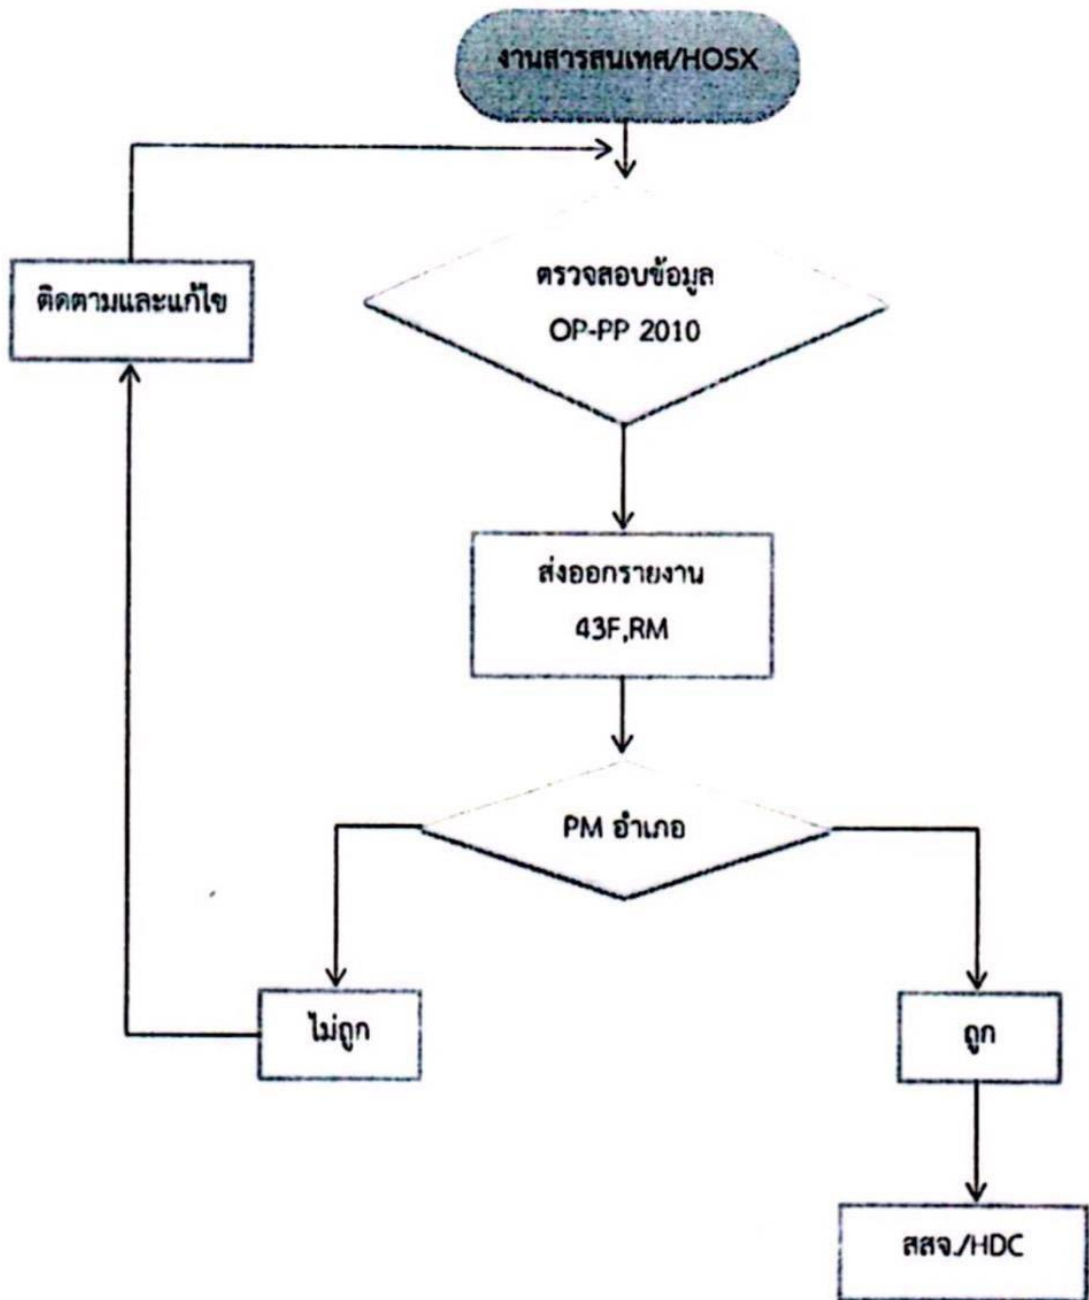 งานสารสนเทศ/HOSX
ติดตามและแก้ไข
ตรวจสอบข้อมูล
OP-PP 2010
ส่งออกรายงาน
43F,RM
PM อำเภอ
ไม่ถูก
ถูก
สสจ./HDC